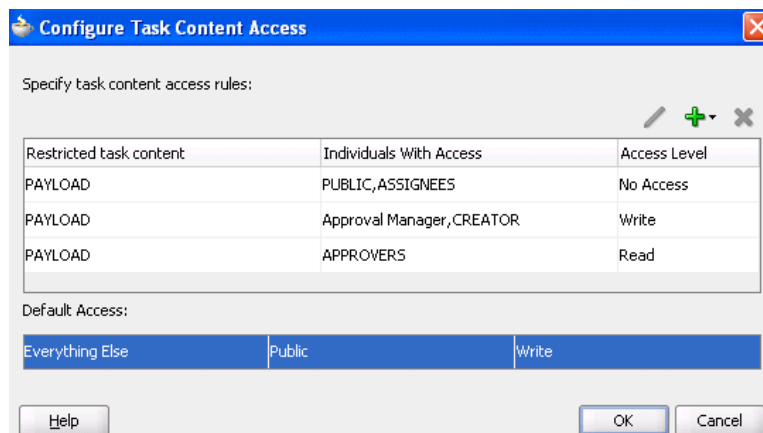 Configure Task Content Access
Specify task content access rules:
Restricted task content Individuals With Access Access Level
PAYLOAD PUBLIC,ASSIGNEES No Access
PAYLOAD Approval Manager,CREATOR Write
PAYLOAD APPROVERS Read
Default Access:
Everything Else Public Write
Help OK Cancel